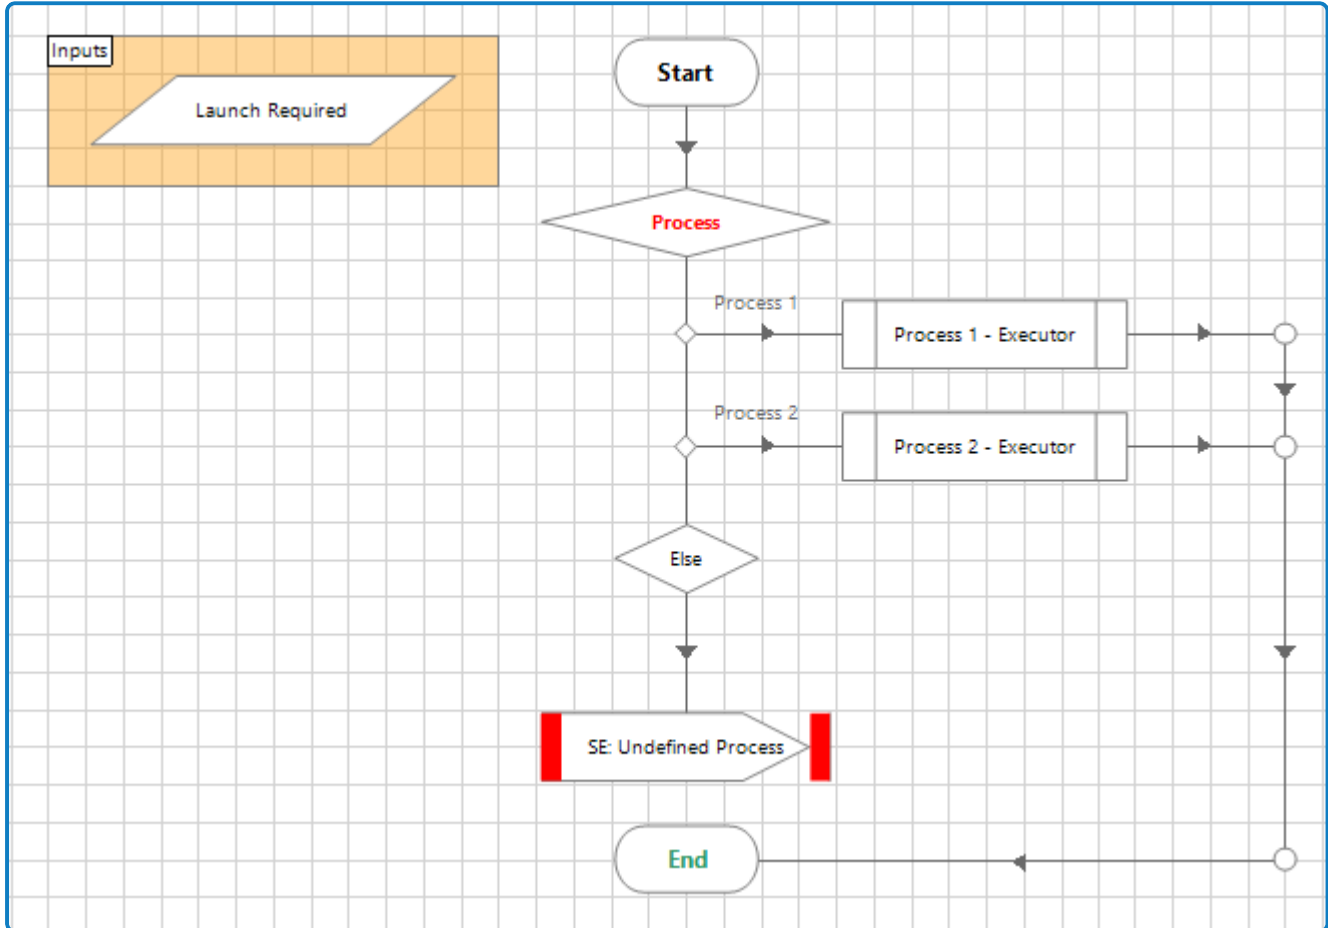 Inputs
Launch Required
Start
Process
Process 1
Process 1 - Executor
Process 2
Process 2 - Executor
Else
SE: Undefined Process
End